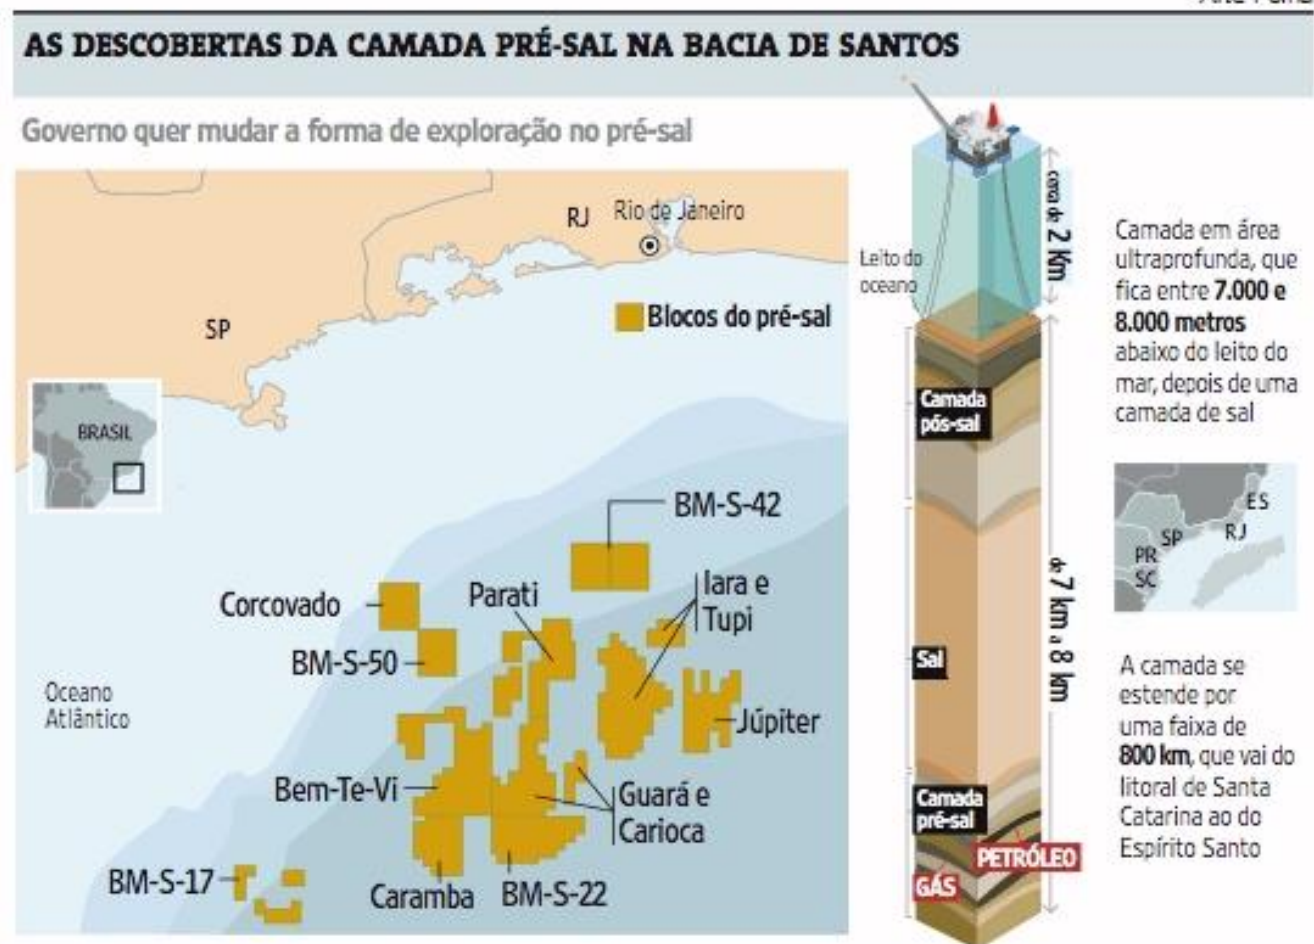 AS DESCOBERTAS DA CAMADA PRÉ-SAL NA BACIA DE SANTOS
Governo quer mudar a forma de exploração no pré-sal
RJ
Rio de Janeiro
SP
Blocos do pré-sal
BRASIL
BM-S-42
Corcovado
Parati
Iara e
Tupi
BM-S-50
Oceano
Atlântico
Júpiter
Bem-Te-Vi
Guará e
Carioca
BM-S-17
Caramba
BM-S-22
Leito do
oceano
cerca de 2 Km
Camada
pós-sal
Sal
de 7 km a 8 km
Camada
pré-sal
PETRÓLEO
GÁS
Camada em área
ultraprofunda, que
fica entre 7.000 e
8.000 metros
abaixo do leito do
mar, depois de uma
camada de sal
ES
RJ
SP
PR
SC
A camada se
estende por
uma faixa de
800 km, que vai do
litoral de Santa
Catarina ao do
Espírito Santo